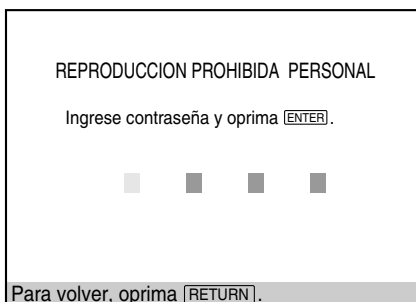 REPRODUCCION PROHIBIDA PERSONAL
Ingrese contraseña y oprima ENTER.
Para volver, oprima RETURN.